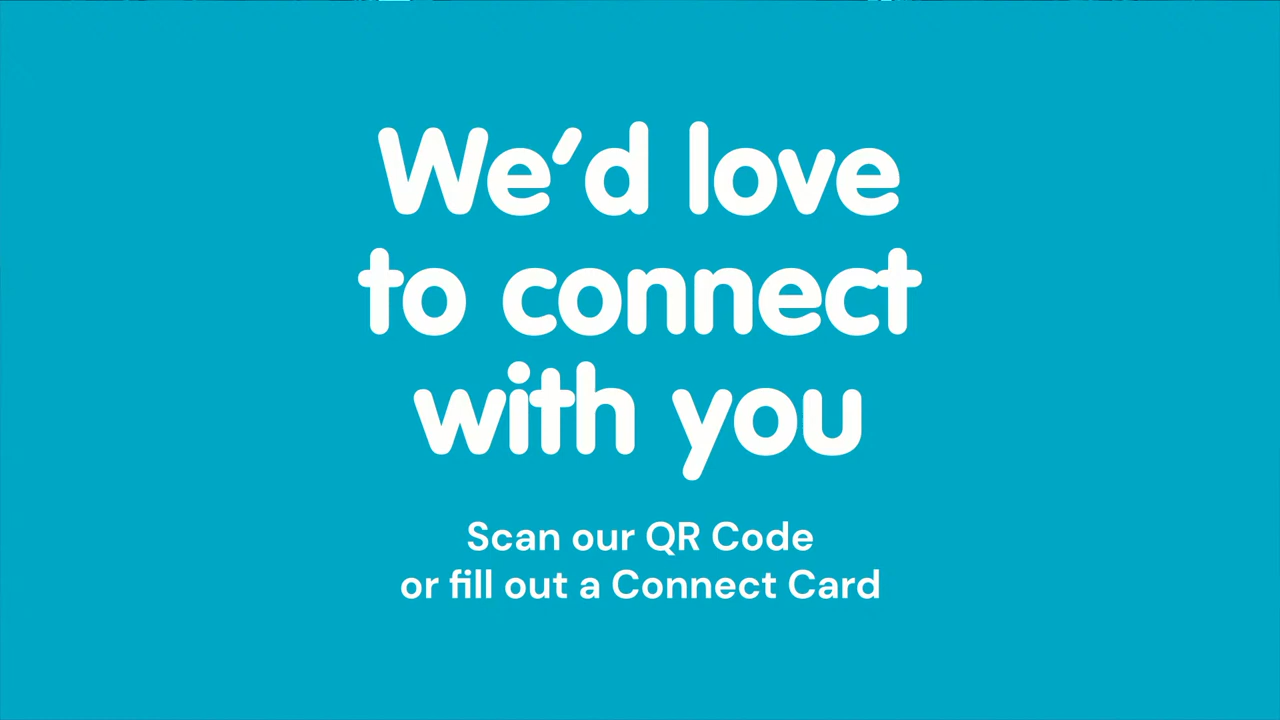 We’d love
to connect
with you
Scan our QR Code
or fill out a Connect Card